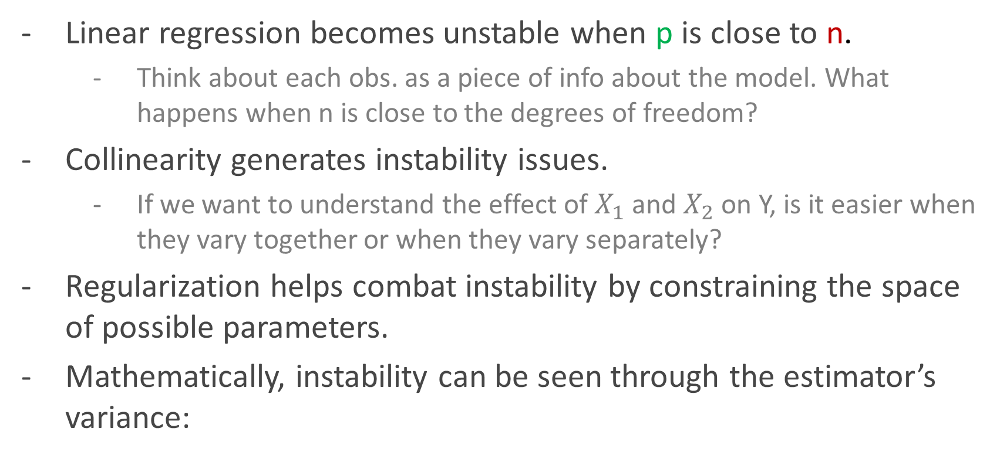 - Linear regression becomes unstable when p is close to n.
- Think about each obs. as a piece of info about the model. What
happens when n is close to the degrees of freedom?
- Collinearity generates instability issues.
- If we want to understand the effect of X₁ and X₂ on Y, is it easier when
they vary together or when they vary separately?
- Regularization helps combat instability by constraining the space
of possible parameters.
- Mathematically, instability can be seen through the estimator’s
variance: